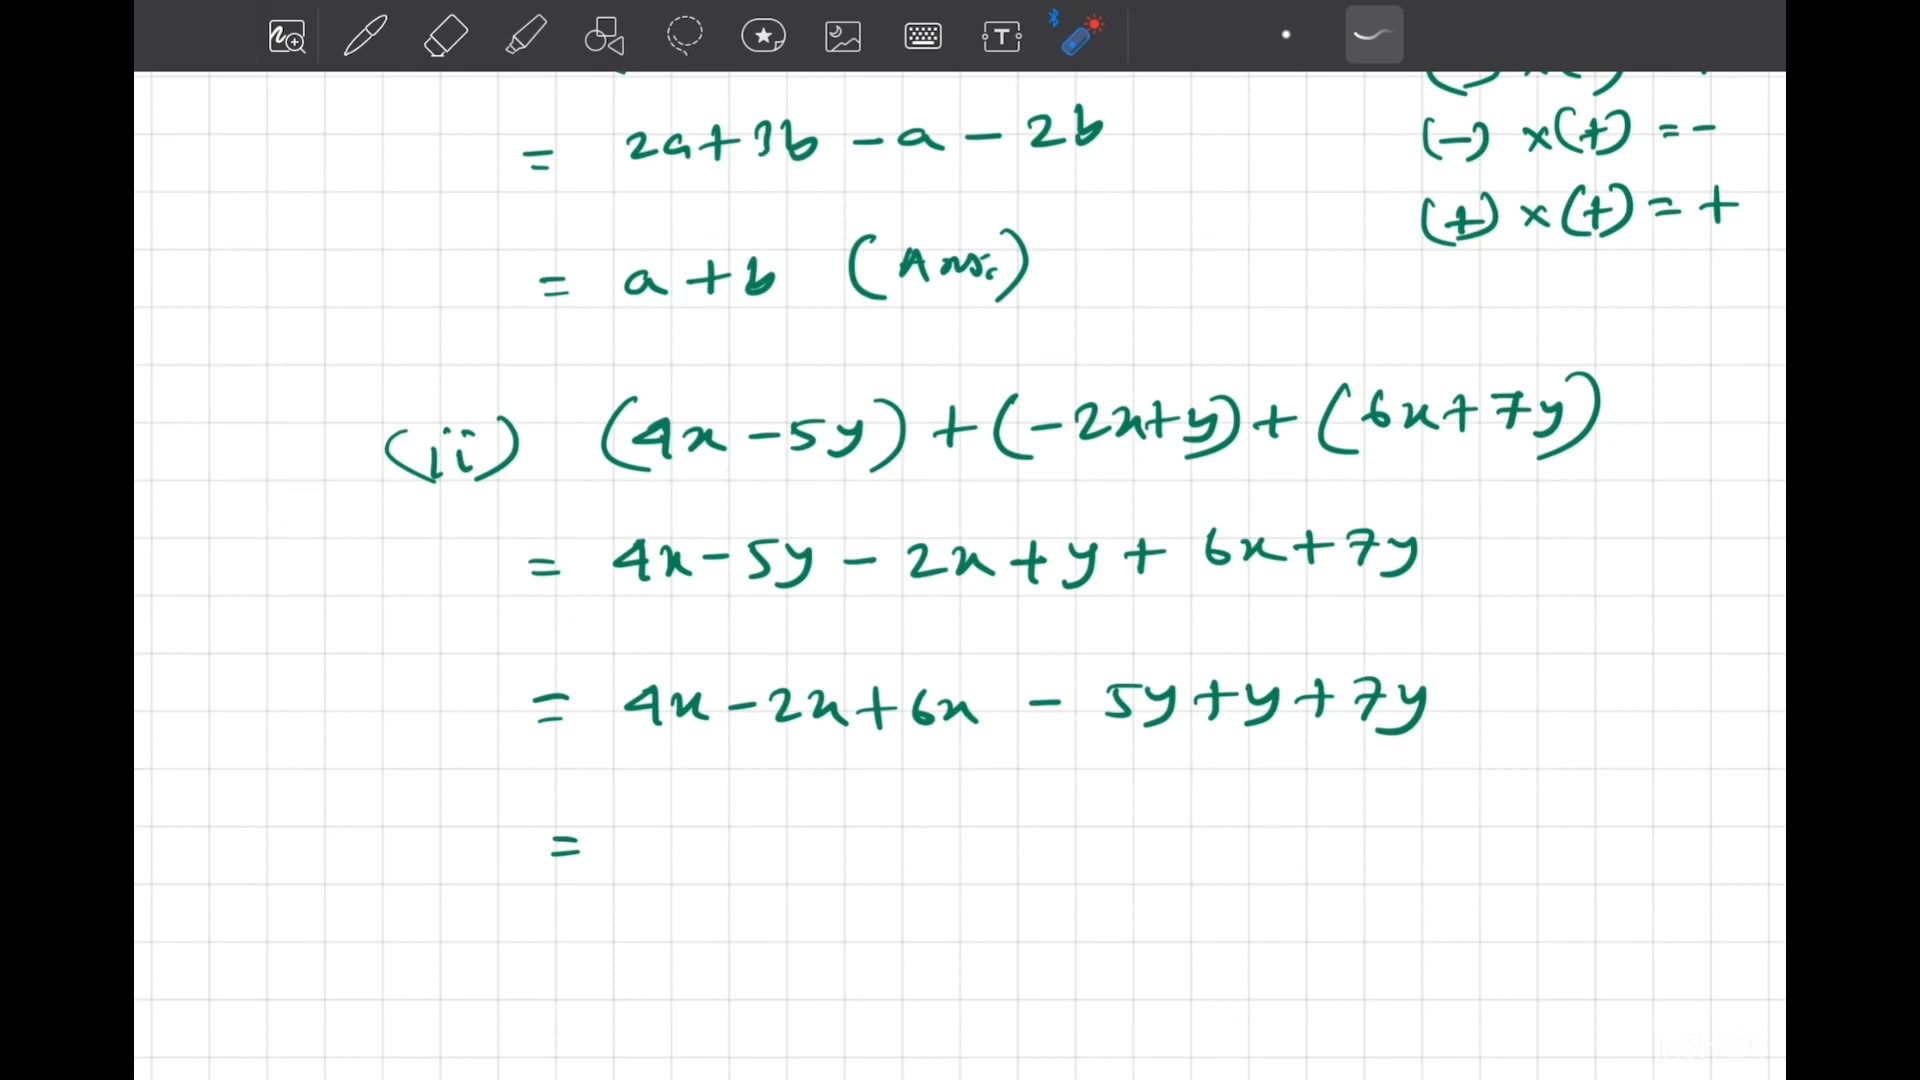 = 2a+3b -a - 2b
(-) x(+) = -
(+) x (+) = +
= a+b (Ans.)
(ii) (4x-5y)+(-2x+y)+(6x+7y)
= 4x-5y - 2x+y+ 6x+7y
= 4x-2x+6x - 5y+y+7y
=